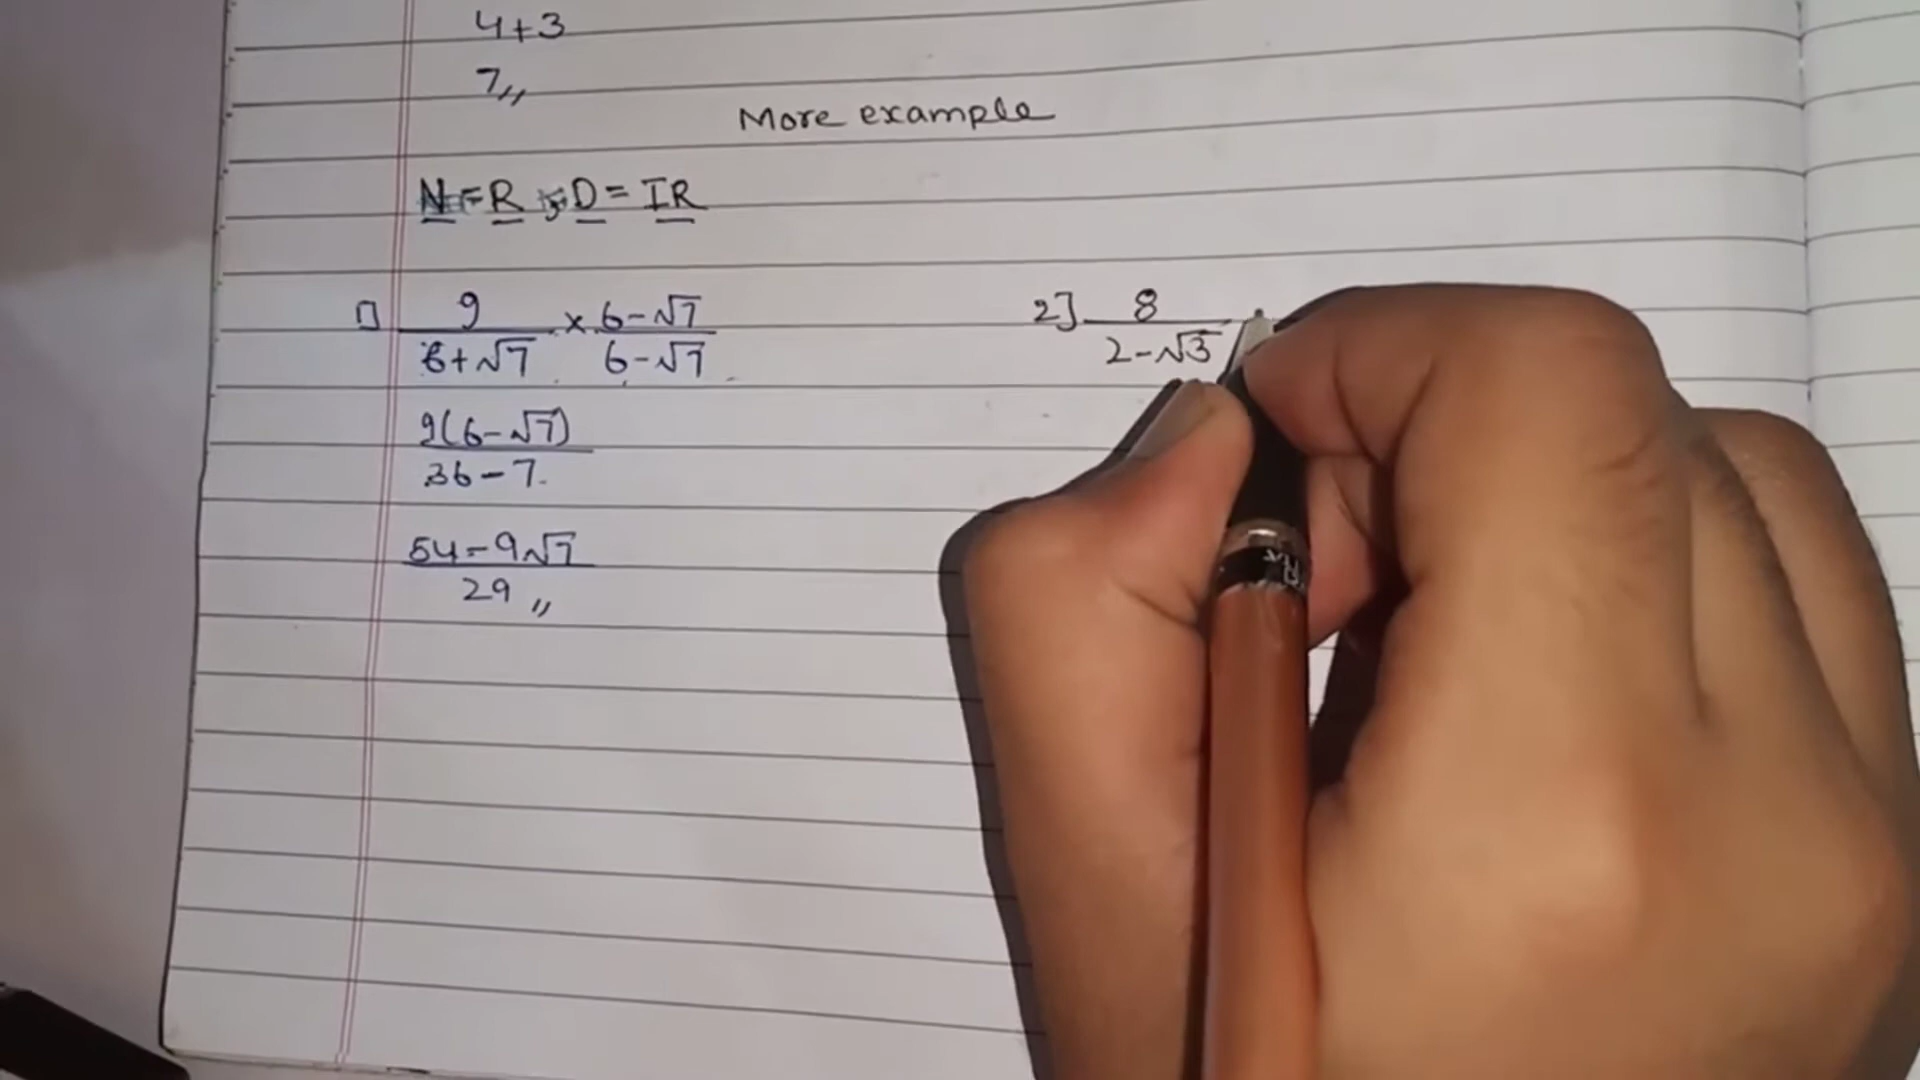 4+3
7,,
More example
N=R ; D = IR
1] 9/(6+√7) × (6-√7)/(6-√7)
9(6-√7)/(36-7.)
(54-9√7)/29 ,,
2] 8/(2-√3)